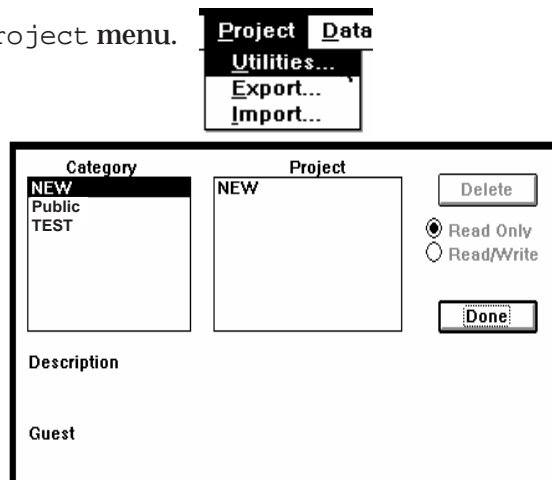 roject menu.
Project Data
Utilities...
Export...
Import...
Category
NEW
Public
TEST
Project
NEW
Delete
Read Only
Read/Write
Done
Description
Guest